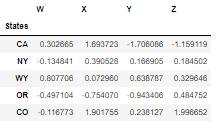 W X Y Z
States
CA 0.302665 1.693723 -1.706086 -1.159119
NY -0.134841 0.390528 0.166905 0.184502
WY 0.807706 0.072960 0.638787 0.329646
OR -0.497104 -0.754070 -0.943406 0.484752
CO -0.116773 1.901755 0.238127 1.996652